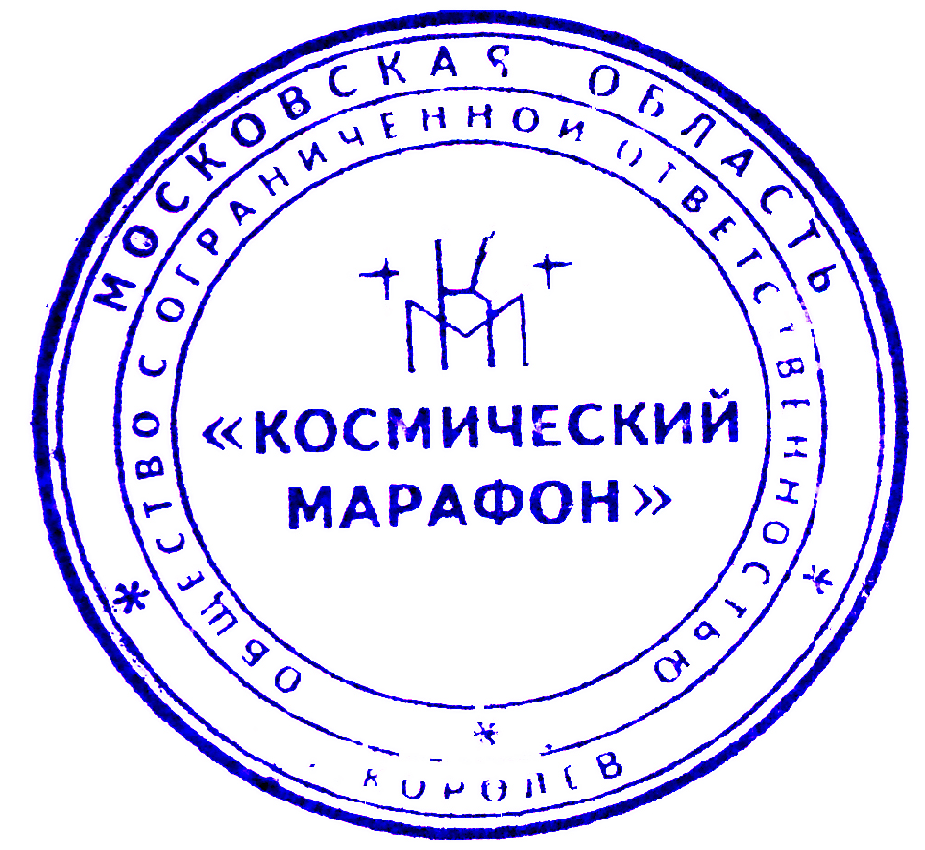 МОСКОВСКАЯ ОБЛАСТЬ
ОБЩЕСТВО С ОГРАНИЧЕННОЙ ОТВЕТСТВЕННОСТЬЮ
«КОСМИЧЕСКИЙ
МАРАФОН»
* * *
КОРОЛЕВ